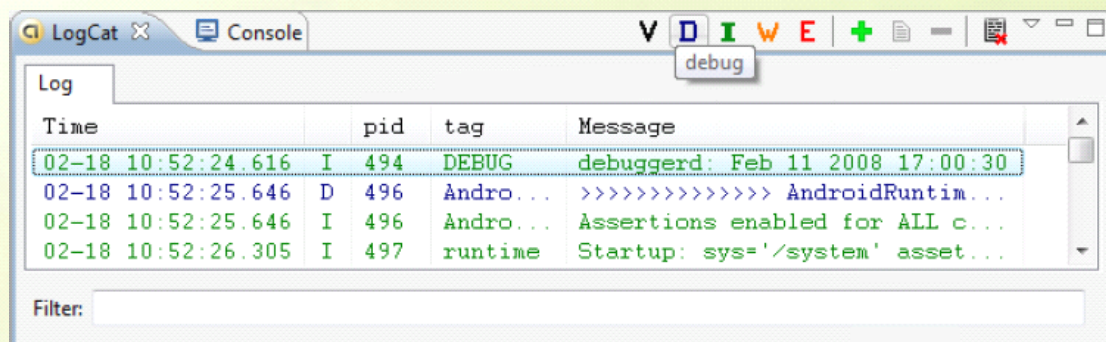 LogCat Console V D I W E
debug
Log
Time pid tag Message
02-18 10:52:24.616 I 494 DEBUG debuggerd: Feb 11 2008 17:00:30
02-18 10:52:25.646 D 496 Andro... >>>>>>>>>>>>>> AndroidRuntim...
02-18 10:52:25.646 I 496 Andro... Assertions enabled for ALL c...
02-18 10:52:26.305 I 497 runtime Startup: sys='/system' asset...
Filter: